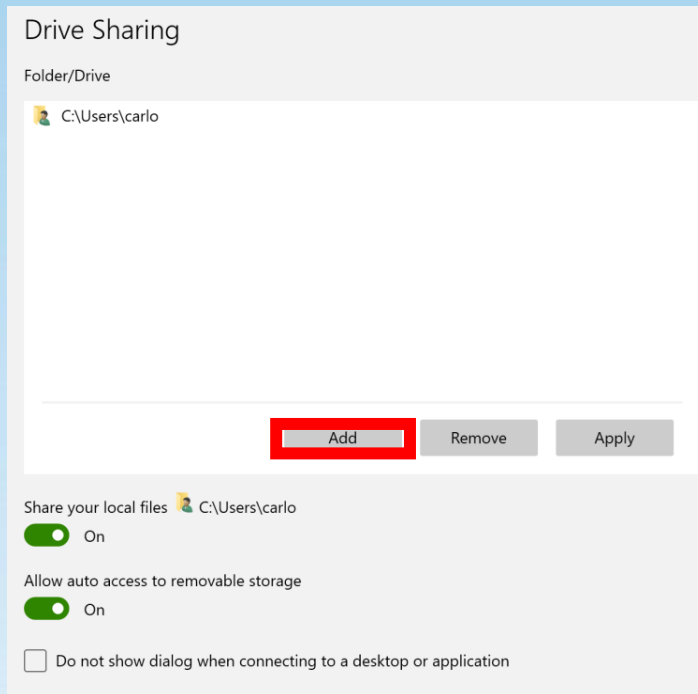 Drive Sharing
Folder/Drive
C:\Users\carlo
Add Remove Apply
Share your local files C:\Users\carlo
On
Allow auto access to removable storage
On
Do not show dialog when connecting to a desktop or application